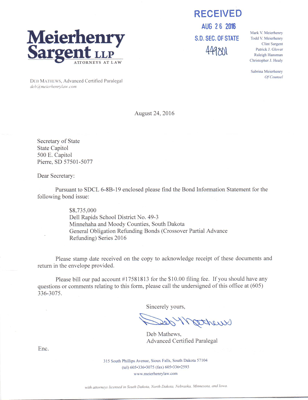 RECEIVED
AUG 26 2016
S.D. SEC. OF STATE
Meierhenry
Sargent LLP
ATTORNEYS AT LAW
Mark V. Meierhenry
Todd V. Meierhenry
Clint Sargent
Patrick J. Glover
Raleigh Hansman
Christopher J. Healy
Sabrina Meierhenry
Of Counsel
DEB MATHEWS, Advanced Certified Paralegal
deb@meierhenrylaw.com
August 24, 2016
Secretary of State
State Capitol
500 E. Capitol
Pierre, SD 57501-5077
Dear Secretary:
Pursuant to SDCL 6-8B-19 enclosed please find the Bond Information Statement for the
following bond issue:
$8,735,000
Dell Rapids School District No. 49-3
Minnehaha and Moody Counties, South Dakota
General Obligation Refunding Bonds (Crossover Partial Advance
Refunding) Series 2016
Please stamp date received on the copy to acknowledge receipt of these documents and
return in the envelope provided.
Please bill our paid account #17581813 for the $10.00 filing fee. If you should have any
questions or comments relating to this form, please call the undersigned of this office at (605)
336-3075.
Sincerely yours,
Deb Mathews
Deb Mathews,
Advanced Certified Paralegal
Enc.
315 South Phillips Avenue, Sioux Falls, South Dakota 57104
(tel) 605•336•3075 (fax) 605•336•2593
www.meierhenrylaw.com
with attorneys licensed in South Dakota, North Dakota, Nebraska, Minnesota, and Iowa